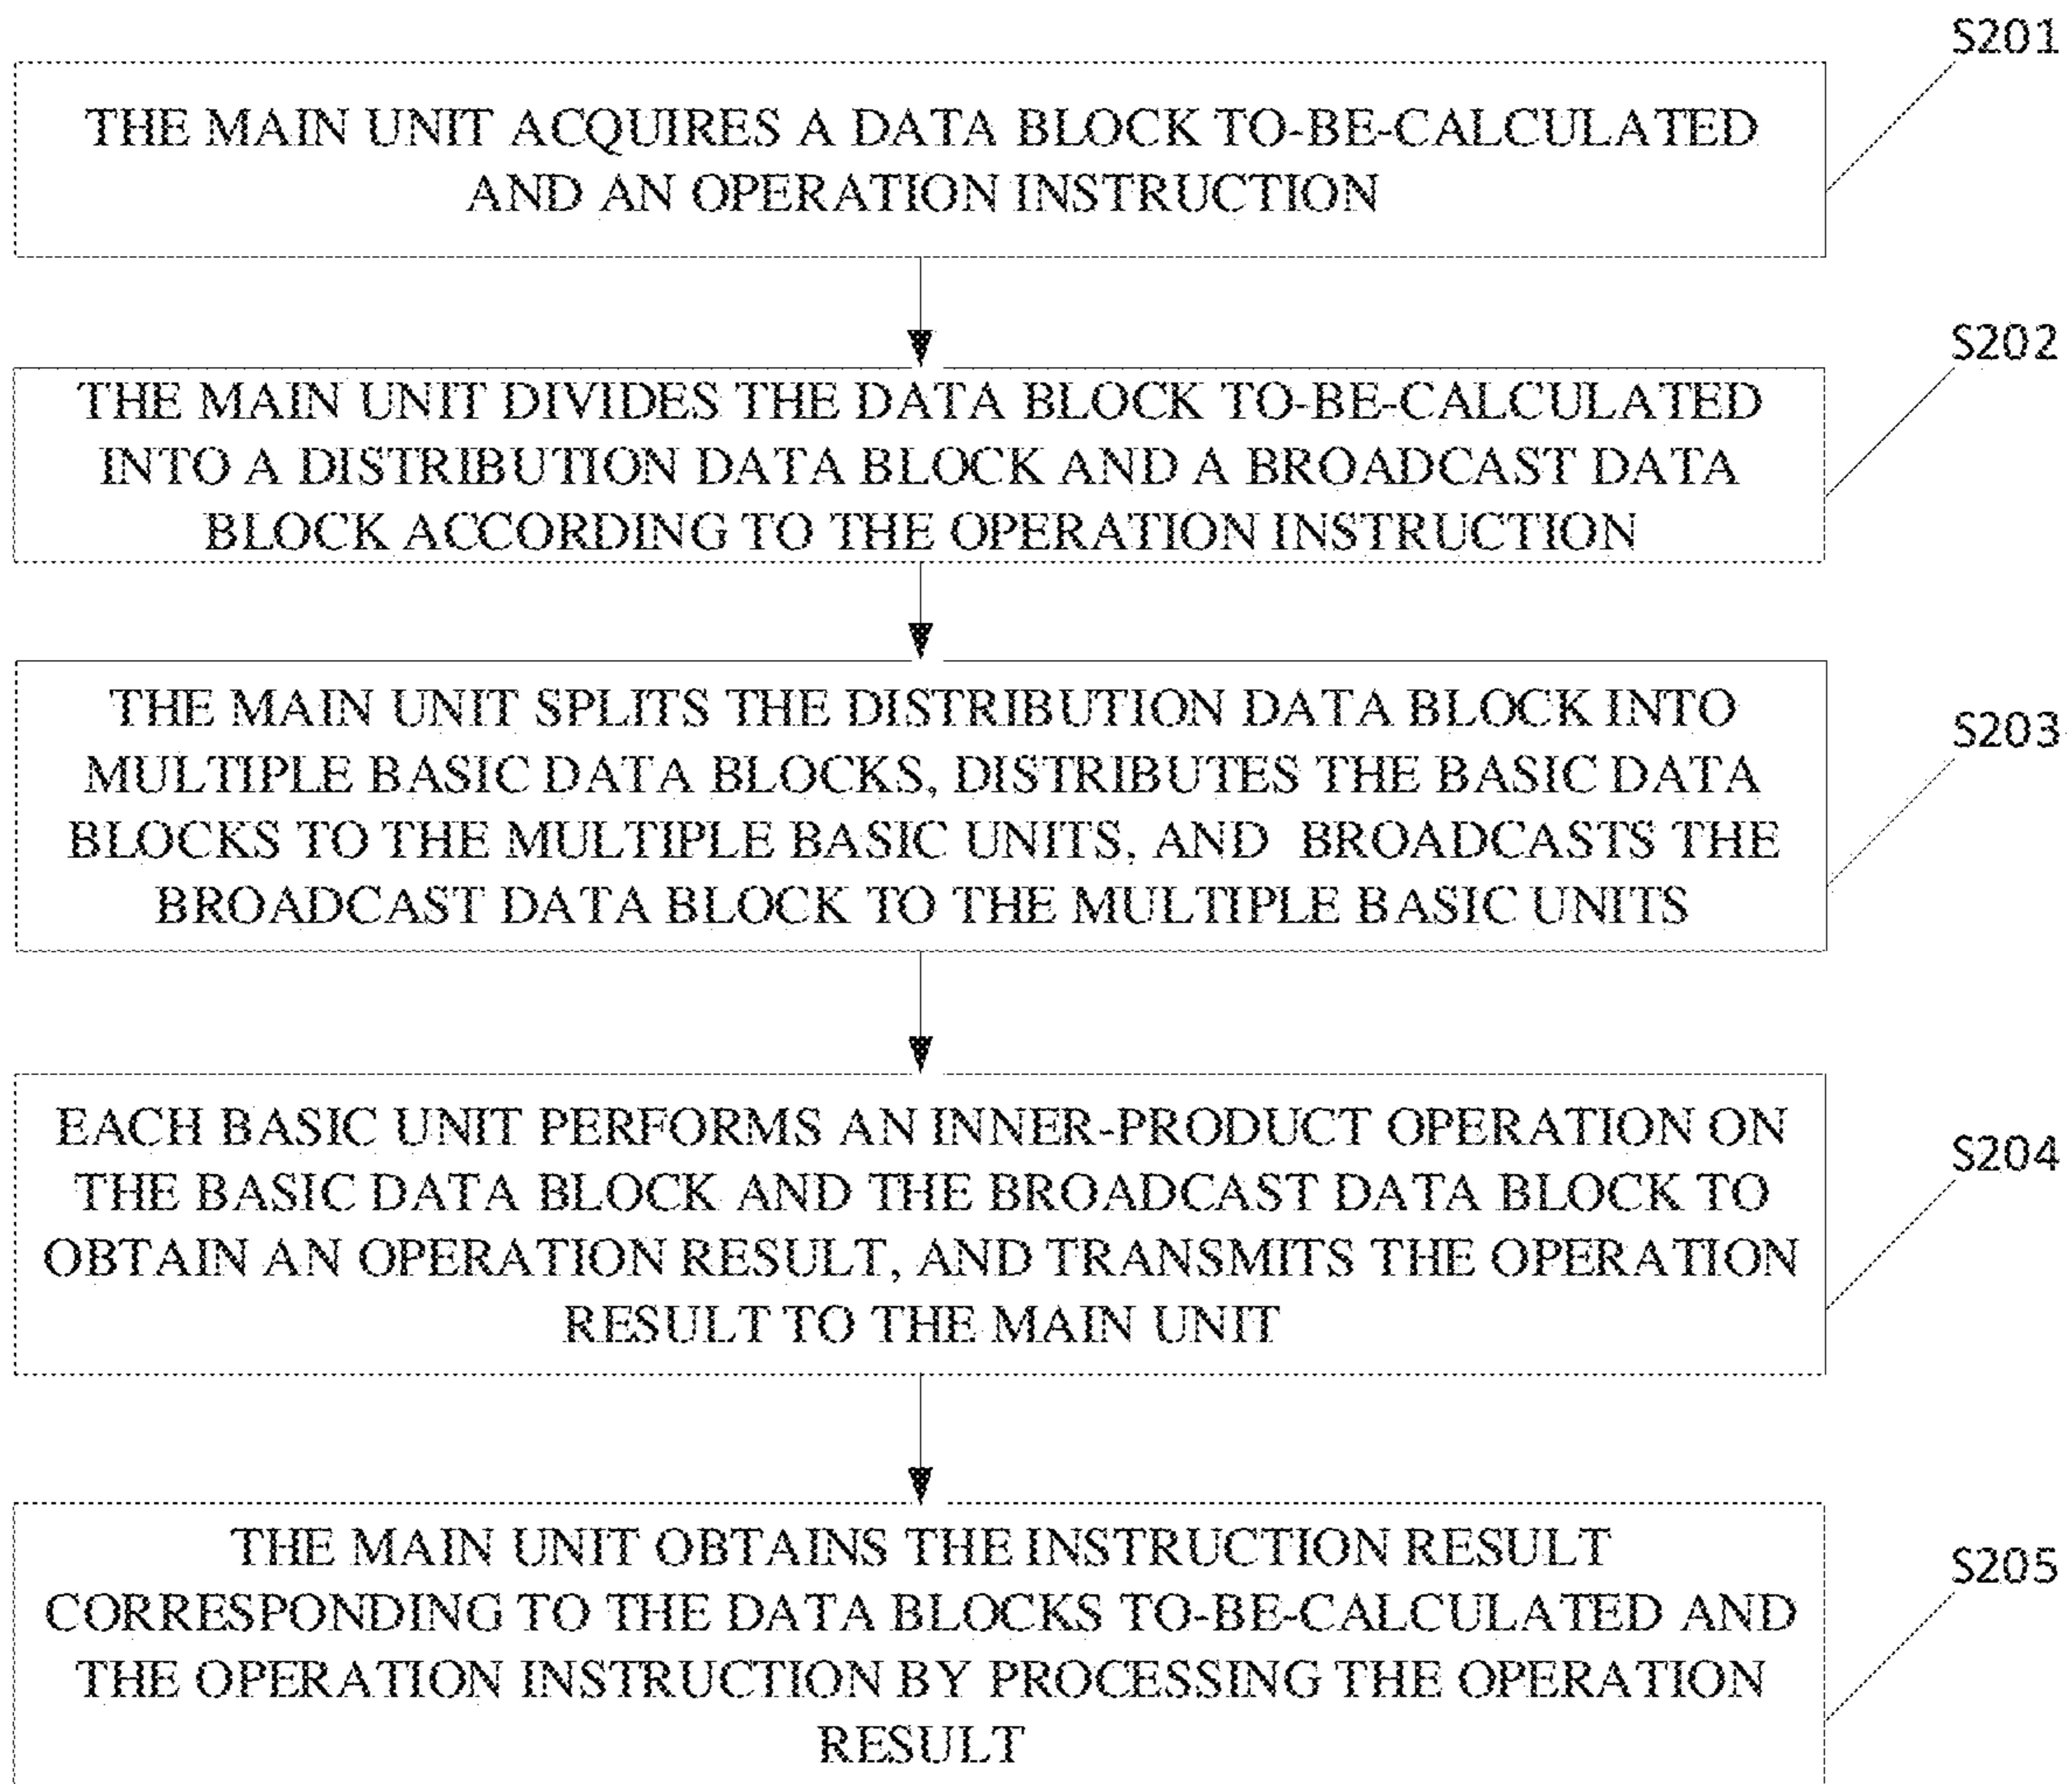 S201
THE MAIN UNIT ACQUIRES A DATA BLOCK TO-BE-CALCULATED
AND AN OPERATION INSTRUCTION
S202
THE MAIN UNIT DIVIDES THE DATA BLOCK TO-BE-CALCULATED
INTO A DISTRIBUTION DATA BLOCK AND A BROADCAST DATA
BLOCK ACCORDING TO THE OPERATION INSTRUCTION
S203
THE MAIN UNIT SPLITS THE DISTRIBUTION DATA BLOCK INTO
MULTIPLE BASIC DATA BLOCKS, DISTRIBUTES THE BASIC DATA
BLOCKS TO THE MULTIPLE BASIC UNITS, AND BROADCASTS THE
BROADCAST DATA BLOCK TO THE MULTIPLE BASIC UNITS
S204
EACH BASIC UNIT PERFORMS AN INNER-PRODUCT OPERATION ON
THE BASIC DATA BLOCK AND THE BROADCAST DATA BLOCK TO
OBTAIN AN OPERATION RESULT, AND TRANSMITS THE OPERATION
RESULT TO THE MAIN UNIT
S205
THE MAIN UNIT OBTAINS THE INSTRUCTION RESULT
CORRESPONDING TO THE DATA BLOCKS TO-BE-CALCULATED AND
THE OPERATION INSTRUCTION BY PROCESSING THE OPERATION
RESULT